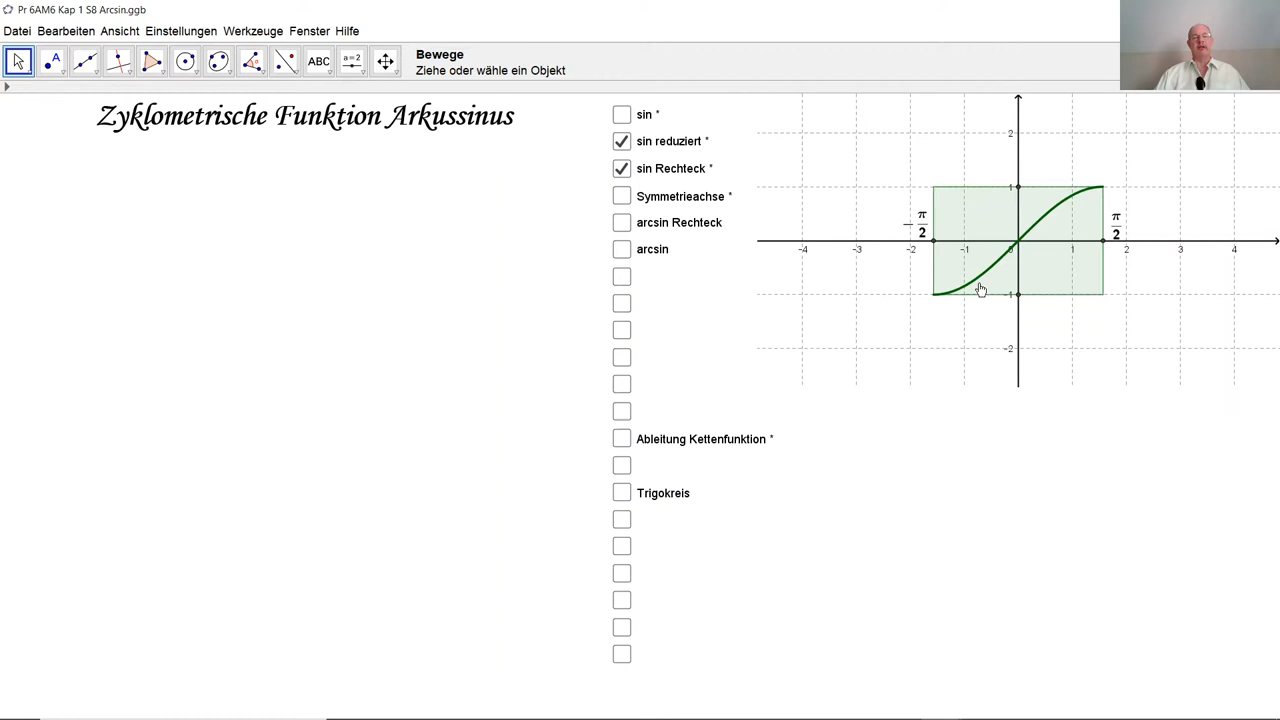 Pr 6AM6 Kap 1 S8 Arcsin.ggb
Datei Bearbeiten Ansicht Einstellungen Werkzeuge Fenster Hilfe
A
ABC
a=2
Bewege
Ziehe oder wähle ein Objekt
Zyklometrische Funktion Arkussinus
sin *
sin reduziert *
sin Rechteck *
Symmetrieachse *
arcsin Rechteck
arcsin
Ableitung Kettenfunktion *
Trigokreis
2
1
− π/2
π/2
-4 -3 -2 -1 0 1 2 3 4
-1
-2